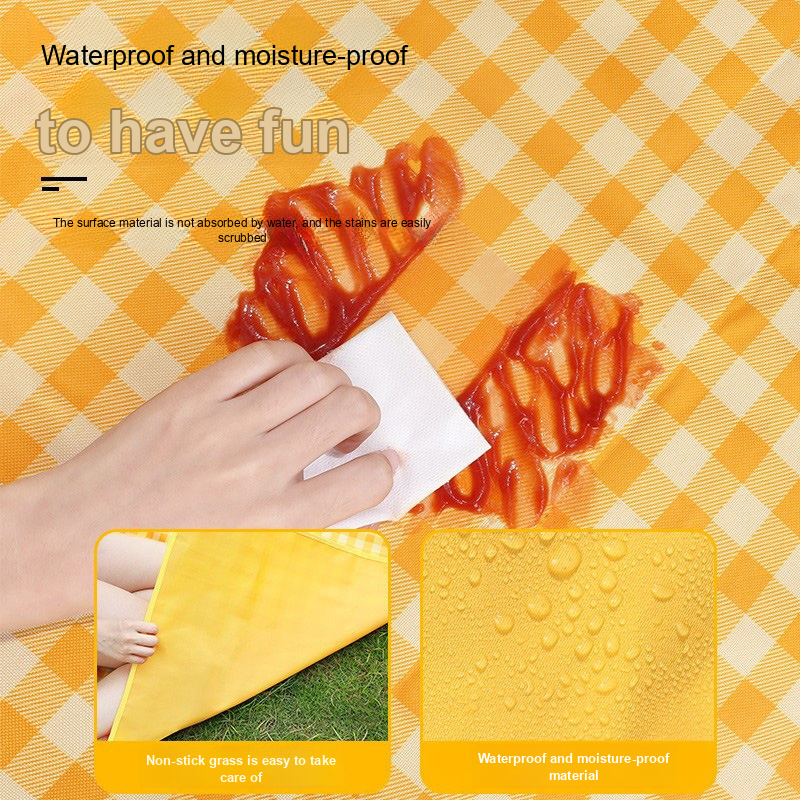 Waterproof and moisture-proof
to have fun
The surface material is not absorbed by water, and the stains are easily
scrubbed
Non-stick grass is easy to take
care of
Waterproof and moisture-proof
material